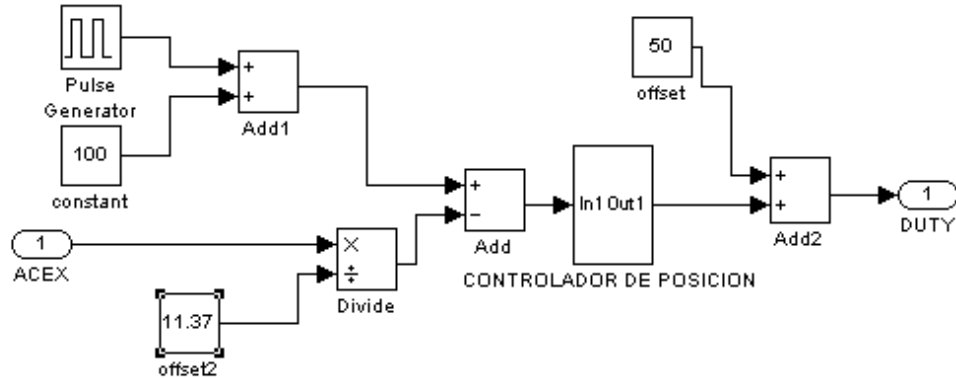 Pulse
Generator
100
constant
+
+
Add1
1
ACEX
11.37
offset2
×
÷
Divide
+
−
Add
In1 Out1
CONTROLADOR DE POSICION
50
offset
+
+
Add2
1
DUTY